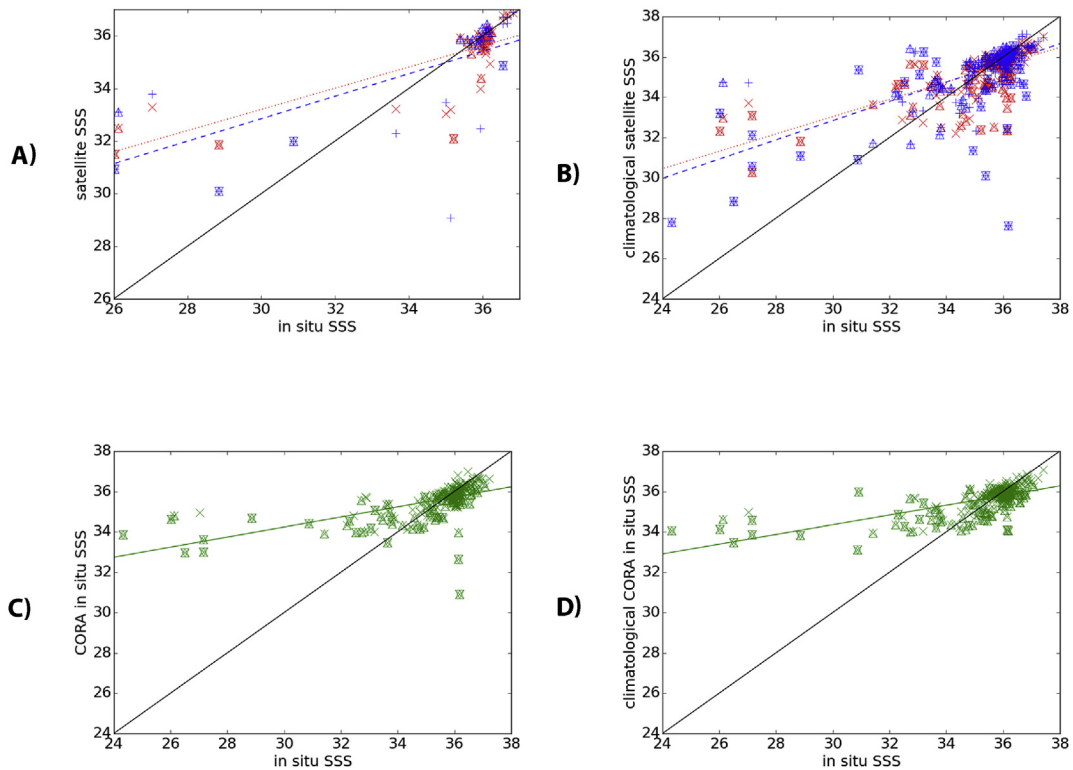 A)
satellite SSS
36
34
32
30
28
26
26 28 30 32 34 36
in situ SSS
B)
climatological satellite SSS
38
36
34
32
30
28
26
24
24 26 28 30 32 34 36 38
in situ SSS
C)
CORA in situ SSS
38
36
34
32
30
28
26
24
24 26 28 30 32 34 36 38
in situ SSS
D)
climatological CORA in situ SSS
38
36
34
32
30
28
26
24
24 26 28 30 32 34 36 38
in situ SSS